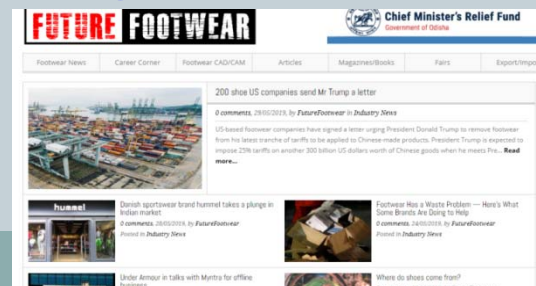 FUTURE FOOTWEAR
Chief Minister's Relief Fund
Government of Odisha
Footwear News
Career Corner
Footwear CAD/CAM
Articles
Magazines/Books
Fairs
Export/Impo
200 shoe US companies send Mr Trump a letter
0 comments, 29/05/2019, by FutureFootwear in Industry News
US-based footwear companies have signed a letter urging President Donald Trump to remove footwear
from his latest tranche of tariffs to be applied to Chinese-made products. President Trump is expected to
impose 25% tariffs on another 300 billion US dollars worth of Chinese goods when he meets Pre... Read
more...
hummel
Danish sportswear brand hummel takes a plunge in
Indian market
0 comments, 28/05/2019, by FutureFootwear
Posted in Industry News
Footwear Has a Waste Problem — Here's What
Some Brands Are Doing to Help
0 comments, 24/05/2019, by FutureFootwear
Posted in Industry News
Under Armour in talks with Myntra for offline
business
Where do shoes come from?